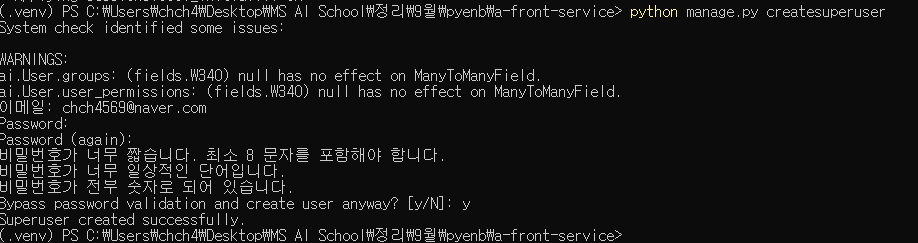 (.venv) PS C:\Users\chch4\Desktop\MS AI School\정리\9월\pyenb\a-front-service> python manage.py createsuperuser
System check identified some issues:
WARNINGS:
ai.User.groups: (fields.W340) null has no effect on ManyToManyField.
ai.User.user_permissions: (fields.W340) null has no effect on ManyToManyField.
이메일: chch4569@naver.com
Password:
Password (again):
비밀번호가 너무 짧습니다. 최소 8 문자를 포함해야 합니다.
비밀번호가 너무 일상적인 단어입니다.
비밀번호가 전부 숫자로 되어 있습니다.
Bypass password validation and create user anyway? [y/N]: y
Superuser created successfully.
(.venv) PS C:\Users\chch4\Desktop\MS AI School\정리\9월\pyenb\a-front-service>